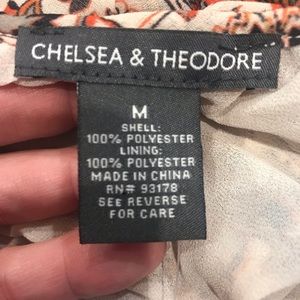 CHELSEA & THEODORE
M
SHELL:
100% POLYESTER
LINING:
100% POLYESTER
MADE IN CHINA
RN# 93178
SEE REVERSE
FOR CARE